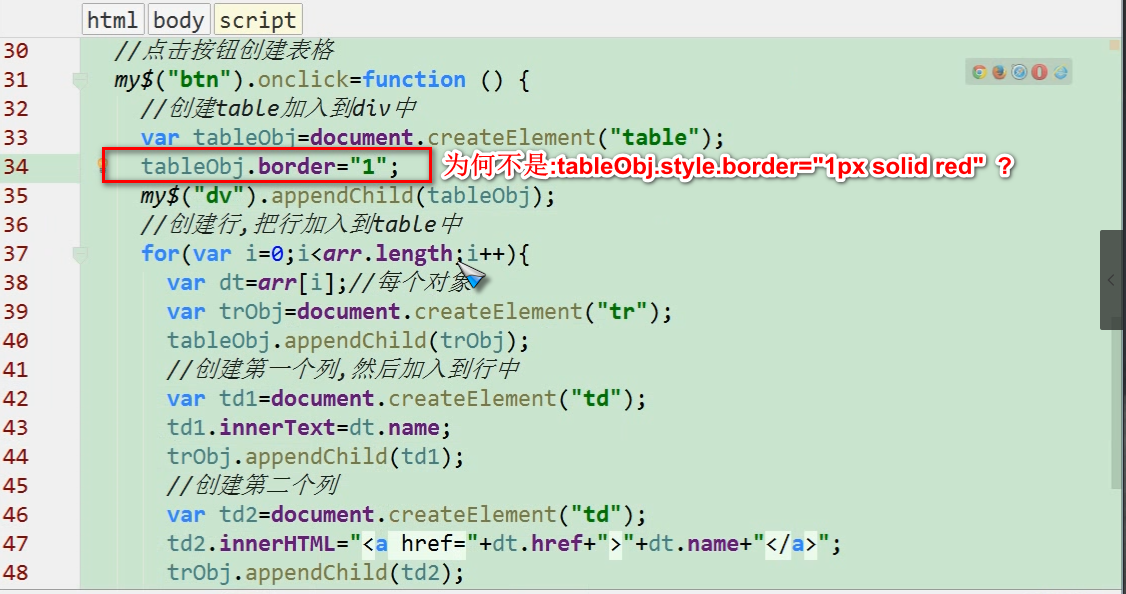 html body script
30 //点击按钮创建表格
31 my$("btn").onclick=function () {
32 //创建table加入到div中
33 var tableObj=document.createElement("table");
34 tableObj.border="1"; 为何不是:tableObj.style.border="1px solid red" ？
35 my$("dv").appendChild(tableObj);
36 //创建行,把行加入到table中
37 for(var i=0;i<arr.length;i++){
38 var dt=arr[i];//每个对象
39 var trObj=document.createElement("tr");
40 tableObj.appendChild(trObj);
41 //创建第一个列,然后加入到行中
42 var td1=document.createElement("td");
43 td1.innerText=dt.name;
44 trObj.appendChild(td1);
45 //创建第二个列
46 var td2=document.createElement("td");
47 td2.innerHTML="<a href="+dt.href+">"+dt.name+"</a>";
48 trObj.appendChild(td2);